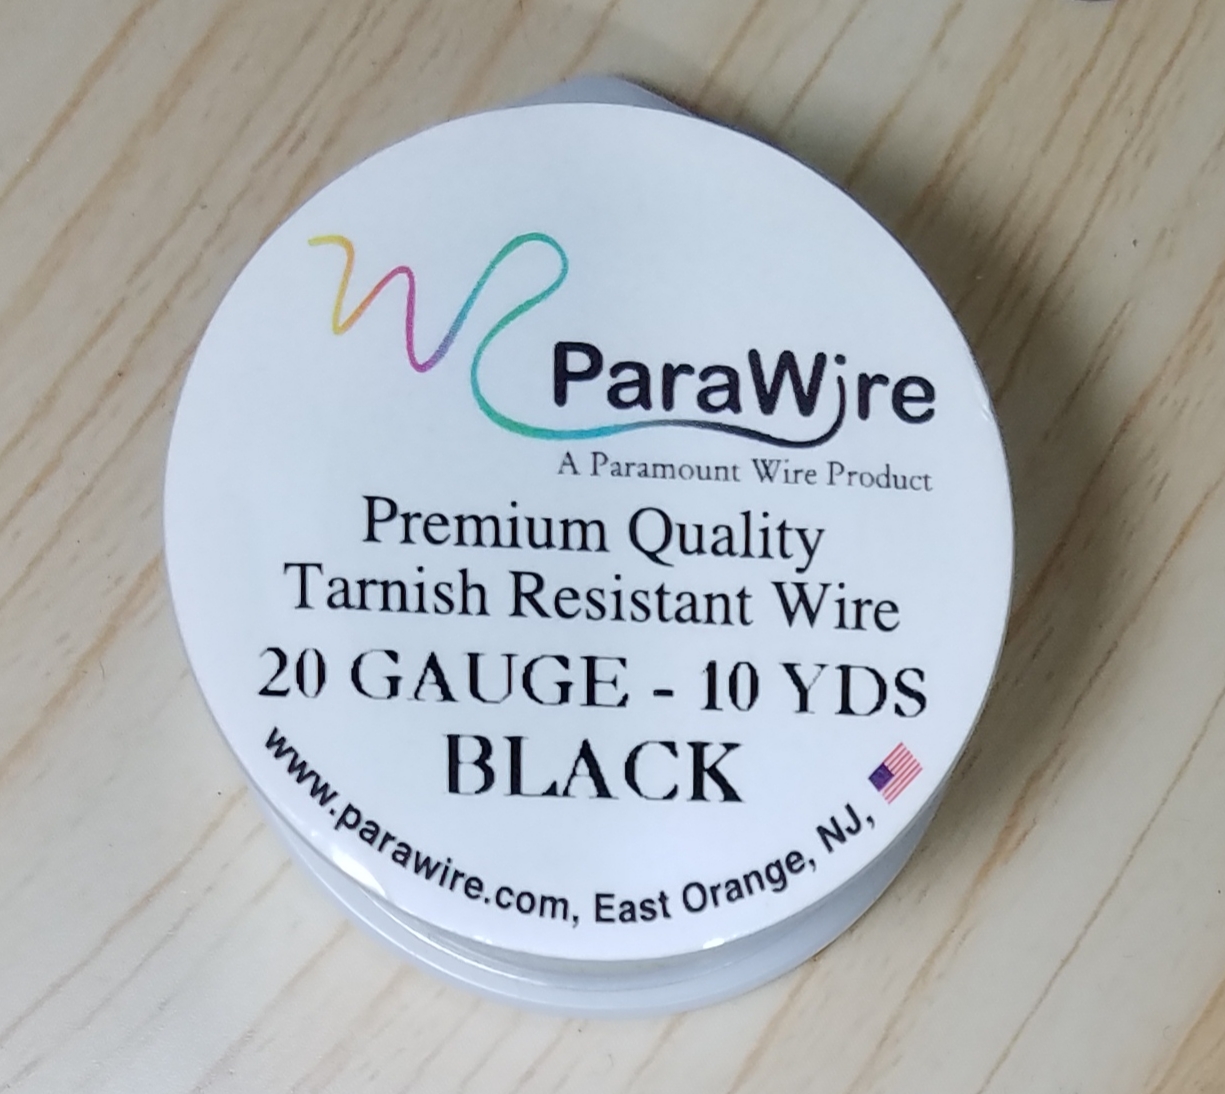 ParaWire
A Paramount Wire Product
Premium Quality
Tarnish Resistant Wire
20 GAUGE - 10 YDS
BLACK
www.parawire.com, East Orange, NJ,